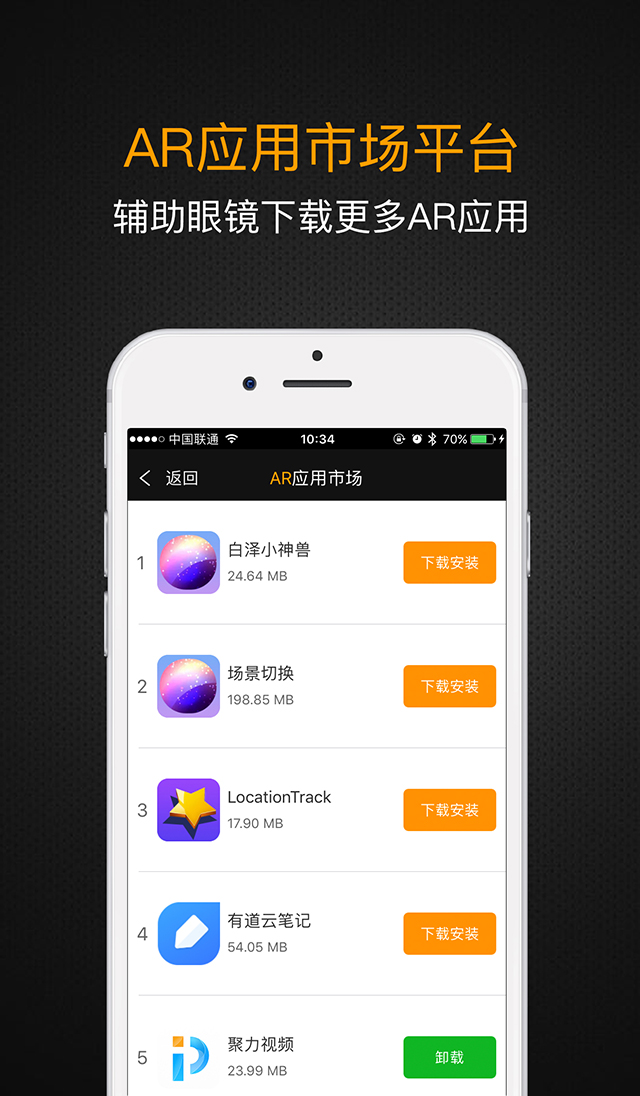 AR应用市场平台
辅助眼镜下载更多AR应用
中国联通 10:34 70%
返回 AR应用市场
白泽小神兽
1 下载安装
24.64 MB
场景切换
2 下载安装
198.85 MB
LocationTrack
3 下载安装
17.90 MB
有道云笔记
4 下载安装
54.05 MB
聚力视频
5 卸载
23.99 MB